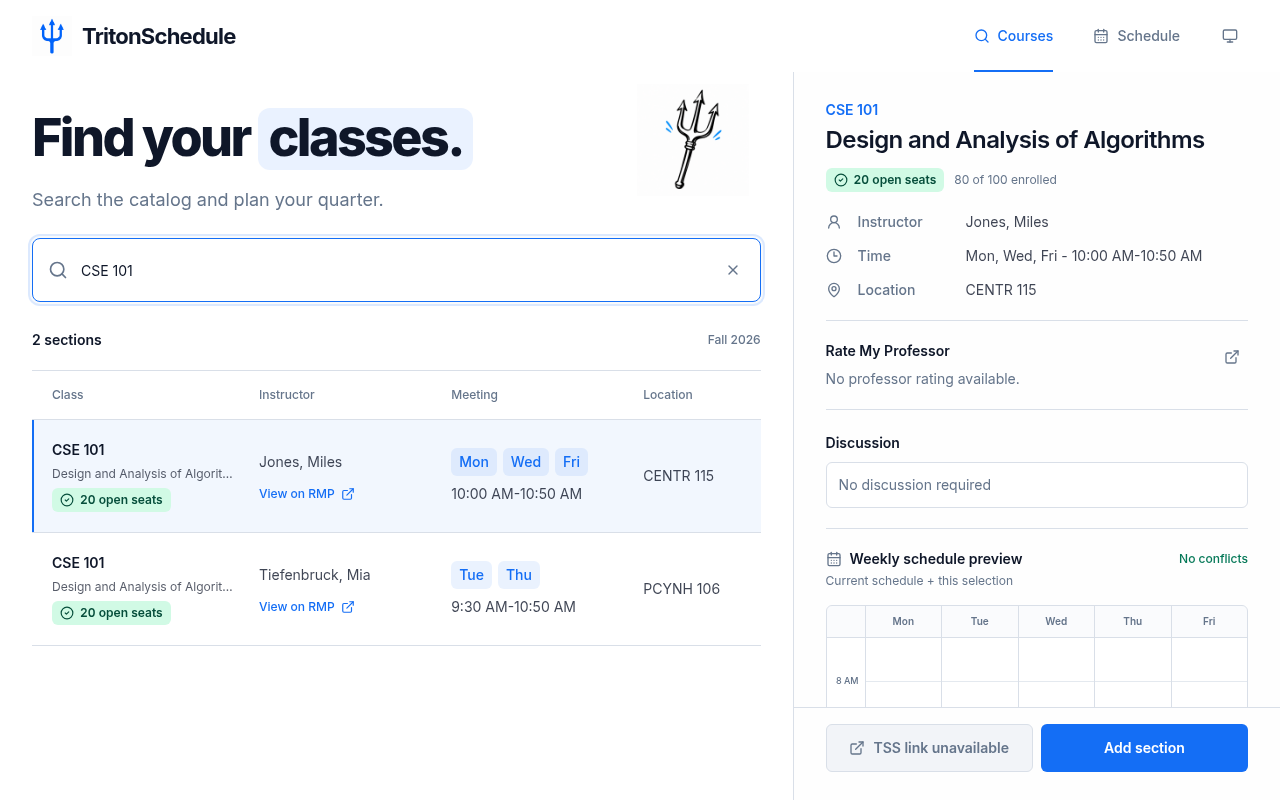 TritonSchedule
Courses
Schedule
Find your classes.
Search the catalog and plan your quarter.
CSE 101
2 sections
Fall 2026
Class Instructor Meeting Location
CSE 101
Design and Analysis of Algorit...
20 open seats
Jones, Miles
View on RMP
Mon Wed Fri
10:00 AM-10:50 AM
CENTR 115
CSE 101
Design and Analysis of Algorit...
20 open seats
Tiefenbruck, Mia
View on RMP
Tue Thu
9:30 AM-10:50 AM
PCYNH 106
CSE 101
Design and Analysis of Algorithms
20 open seats 80 of 100 enrolled
Instructor Jones, Miles
Time Mon, Wed, Fri - 10:00 AM-10:50 AM
Location CENTR 115
Rate My Professor
No professor rating available.
Discussion
No discussion required
Weekly schedule preview No conflicts
Current schedule + this selection
Mon Tue Wed Thu Fri
8 AM
TSS link unavailable
Add section